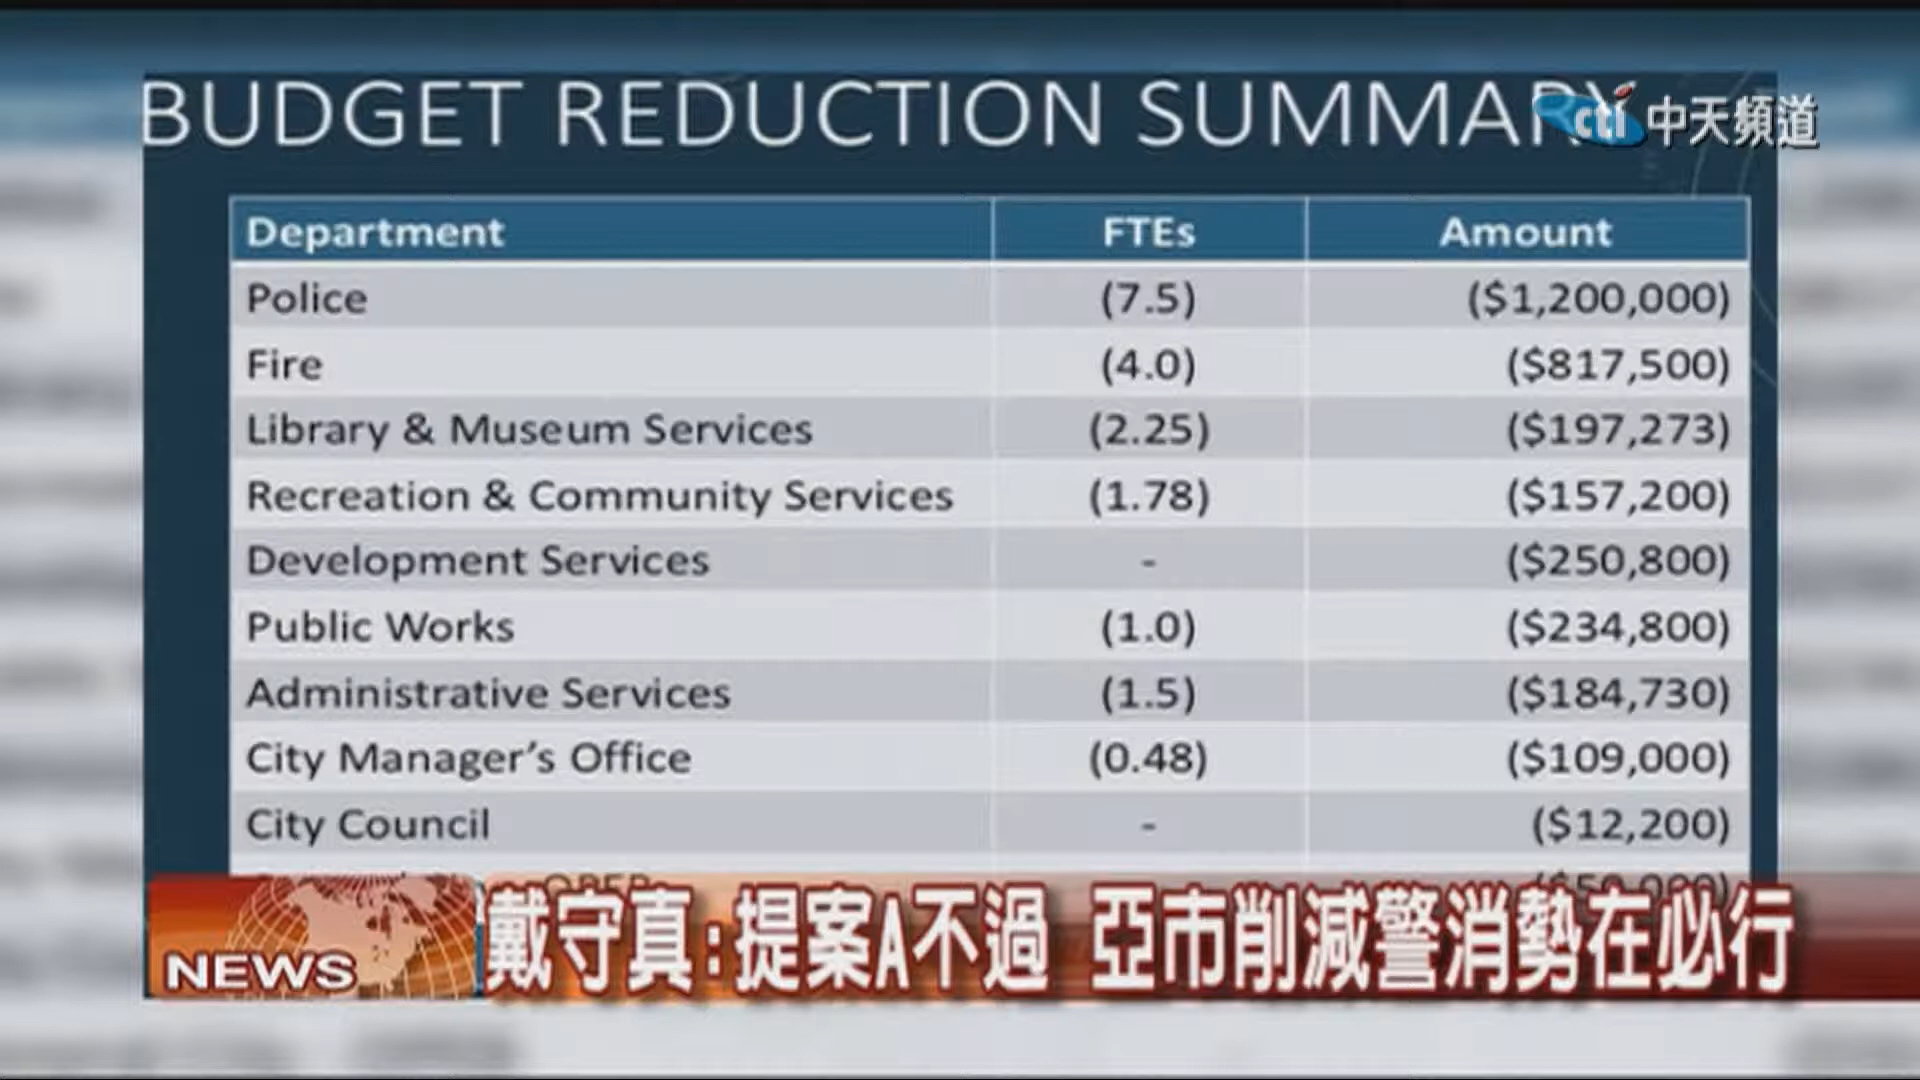 BUDGET REDUCTION SUMMARY
cti 中天頻道
Department FTEs Amount
Police (7.5) ($1,200,000)
Fire (4.0) ($817,500)
Library & Museum Services (2.25) ($197,273)
Recreation & Community Services (1.78) ($157,200)
Development Services - ($250,800)
Public Works (1.0) ($234,800)
Administrative Services (1.5) ($184,730)
City Manager’s Office (0.48) ($109,000)
City Council - ($12,200)
NEWS 戴守真:提案A不過 亞市削減警消勢在必行